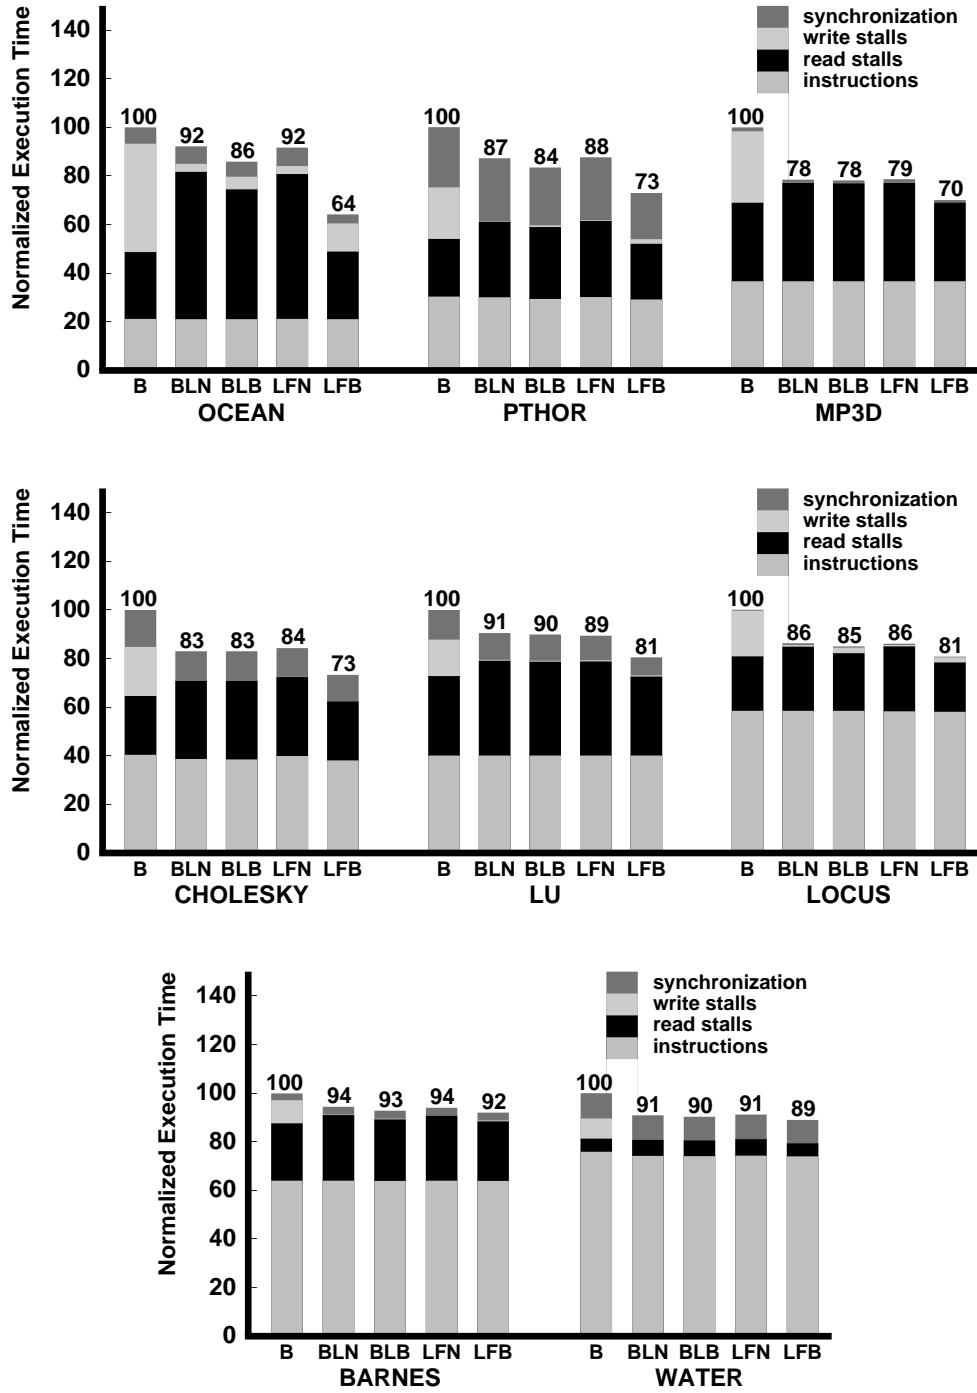 Normalized Execution Time
140
120
100
80
60
40
20
0
synchronization
write stalls
read stalls
instructions
100 92 86 92 64
100 87 84 88 73
100 78 78 79 70
B BLN BLB LFN LFB
OCEAN
B BLN BLB LFN LFB
PTHOR
B BLN BLB LFN LFB
MP3D
Normalized Execution Time
140
120
100
80
60
40
20
0
synchronization
write stalls
read stalls
instructions
100 83 83 84 73
100 91 90 89 81
100 86 85 86 81
B BLN BLB LFN LFB
CHOLESKY
B BLN BLB LFN LFB
LU
B BLN BLB LFN LFB
LOCUS
Normalized Execution Time
140
120
100
80
60
40
20
0
synchronization
write stalls
read stalls
instructions
100 94 93 94 92
100 91 90 91 89
B BLN BLB LFN LFB
BARNES
B BLN BLB LFN LFB
WATER